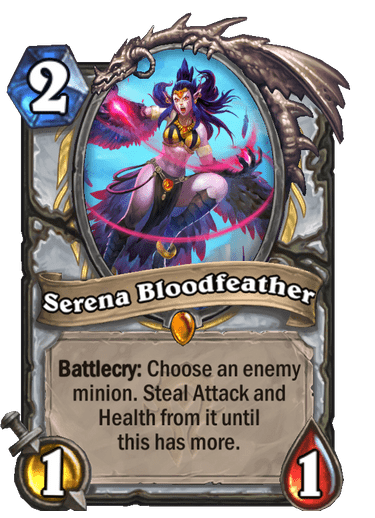 2
Serena Bloodfeather
Battlecry: Choose an enemy
minion. Steal Attack and
Health from it until
this has more.
1
1